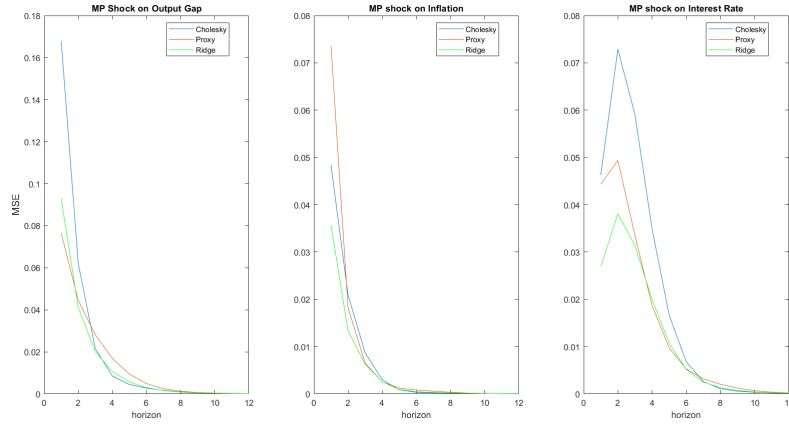 MP Shock on Output Gap
Cholesky
Proxy
Ridge
0.18
0.16
0.14
0.12
0.1
0.08
0.06
0.04
0.02
0
MSE
0 2 4 6 8 10 12
horizon
MP shock on Inflation
Cholesky
Proxy
Ridge
0.08
0.07
0.06
0.05
0.04
0.03
0.02
0.01
0
0 2 4 6 8 10 12
horizon
MP shock on Interest Rate
Cholesky
Proxy
Ridge
0.08
0.07
0.06
0.05
0.04
0.03
0.02
0.01
0
0 2 4 6 8 10 12
horizon